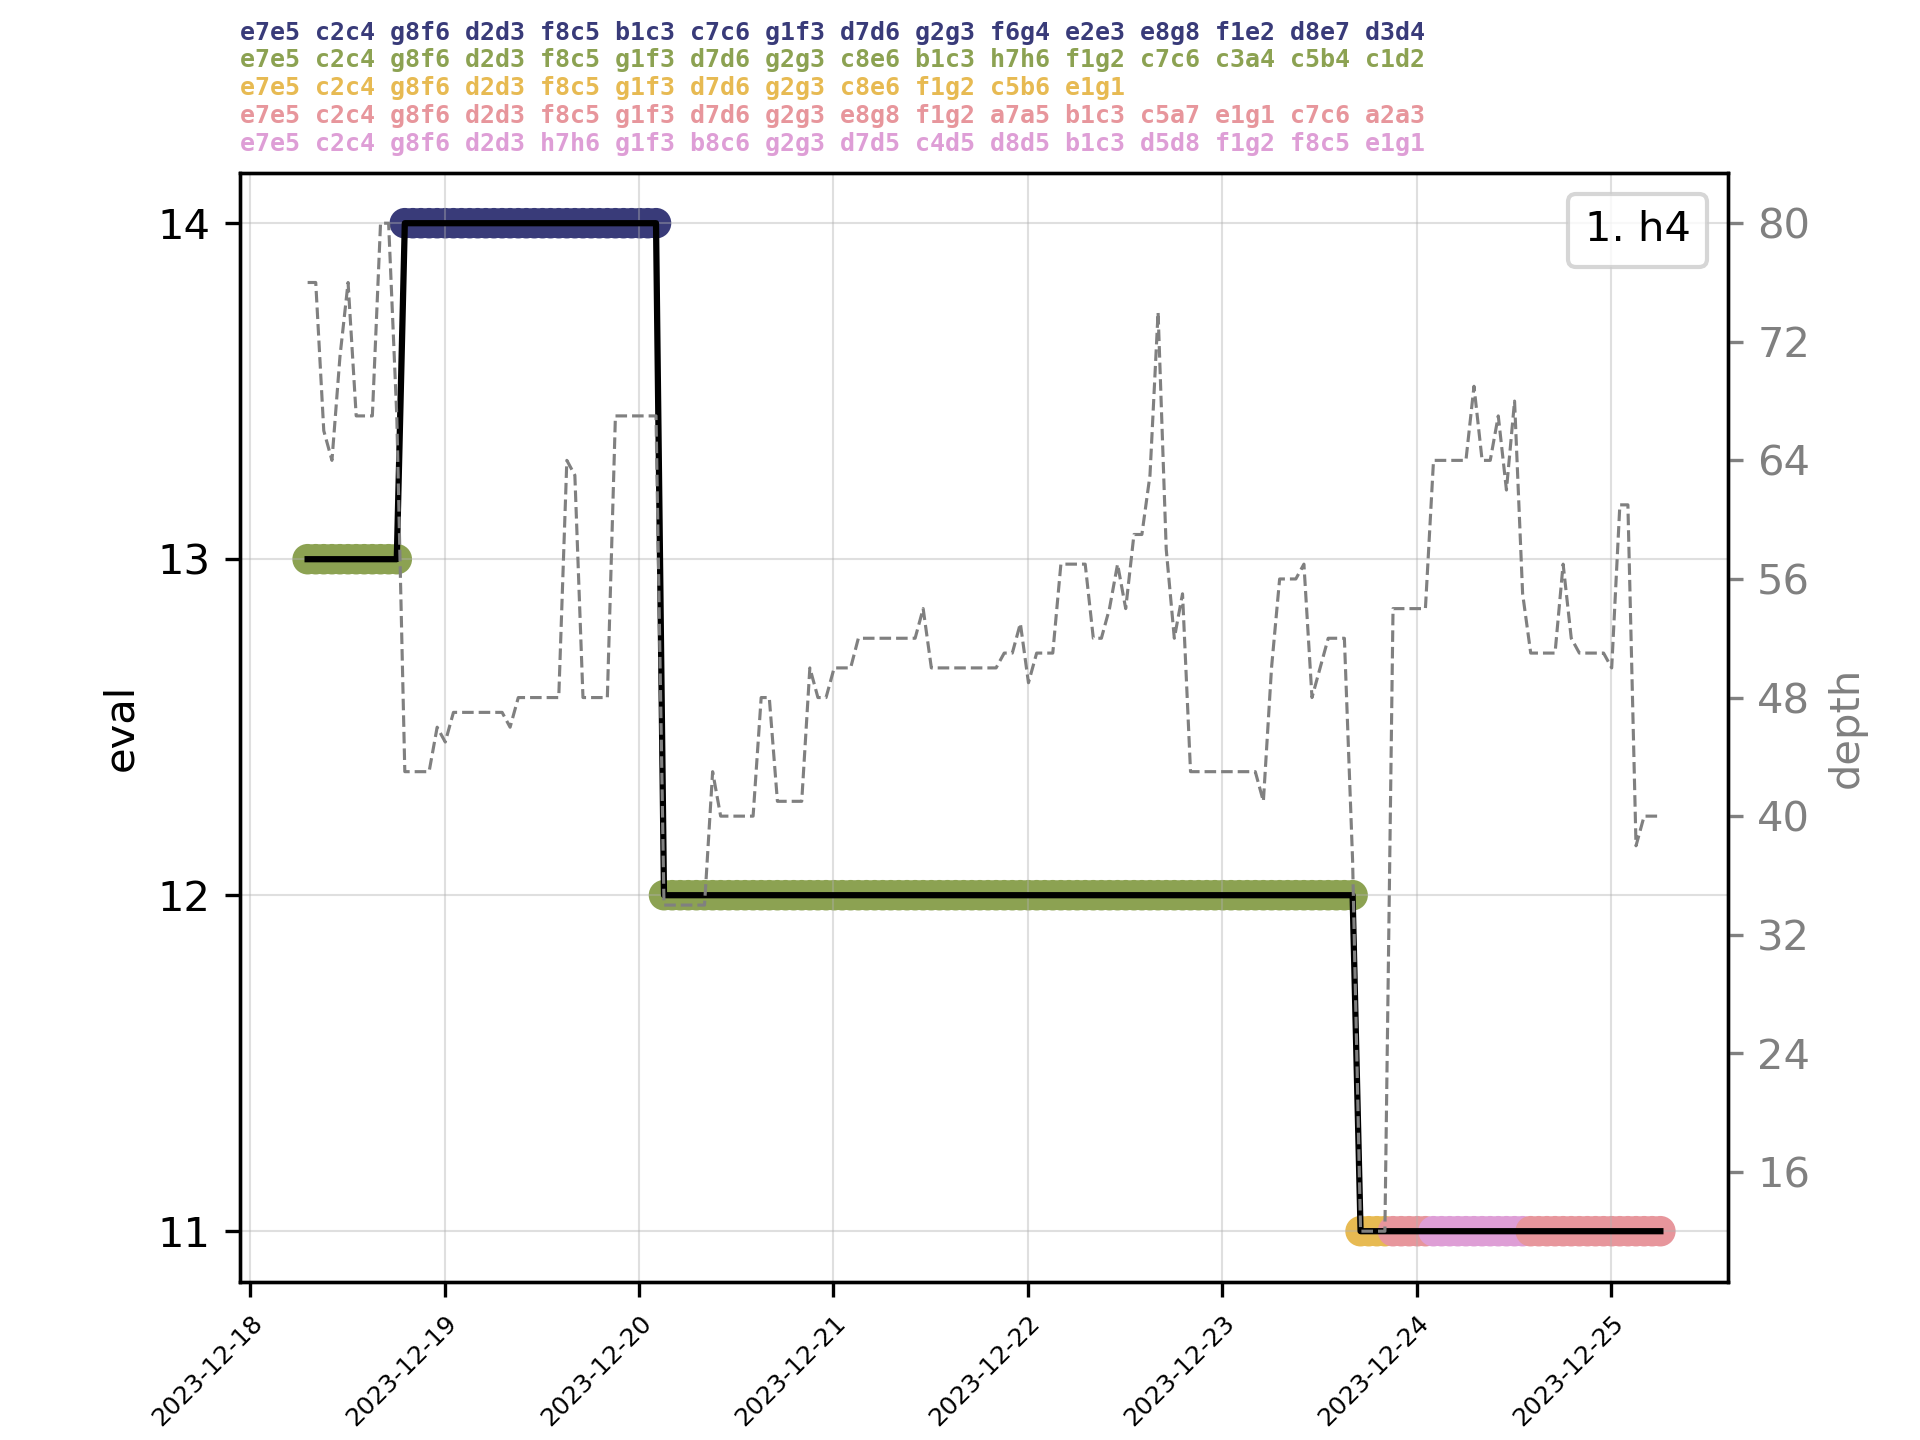 e7e5 c2c4 g8f6 d2d3 f8c5 b1c3 c7c6 g1f3 d7d6 g2g3 f6g4 e2e3 e8g8 f1e2 d8e7 d3d4
e7e5 c2c4 g8f6 d2d3 f8c5 g1f3 d7d6 g2g3 c8e6 b1c3 h7h6 f1g2 c7c6 c3a4 c5b4 c1d2
e7e5 c2c4 g8f6 d2d3 f8c5 g1f3 d7d6 g2g3 c8e6 f1g2 c5b6 e1g1
e7e5 c2c4 g8f6 d2d3 f8c5 g1f3 d7d6 g2g3 e8g8 f1g2 a7a5 b1c3 c5a7 e1g1 c7c6 a2a3
e7e5 c2c4 g8f6 d2d3 h7h6 g1f3 b8c6 g2g3 d7d5 c4d5 d8d5 b1c3 d5d8 f1g2 f8c5 e1g1
1. h4
14
13
12
11
eval
80
72
64
56
48
40
32
24
16
depth
2023-12-18
2023-12-19
2023-12-20
2023-12-21
2023-12-22
2023-12-23
2023-12-24
2023-12-25